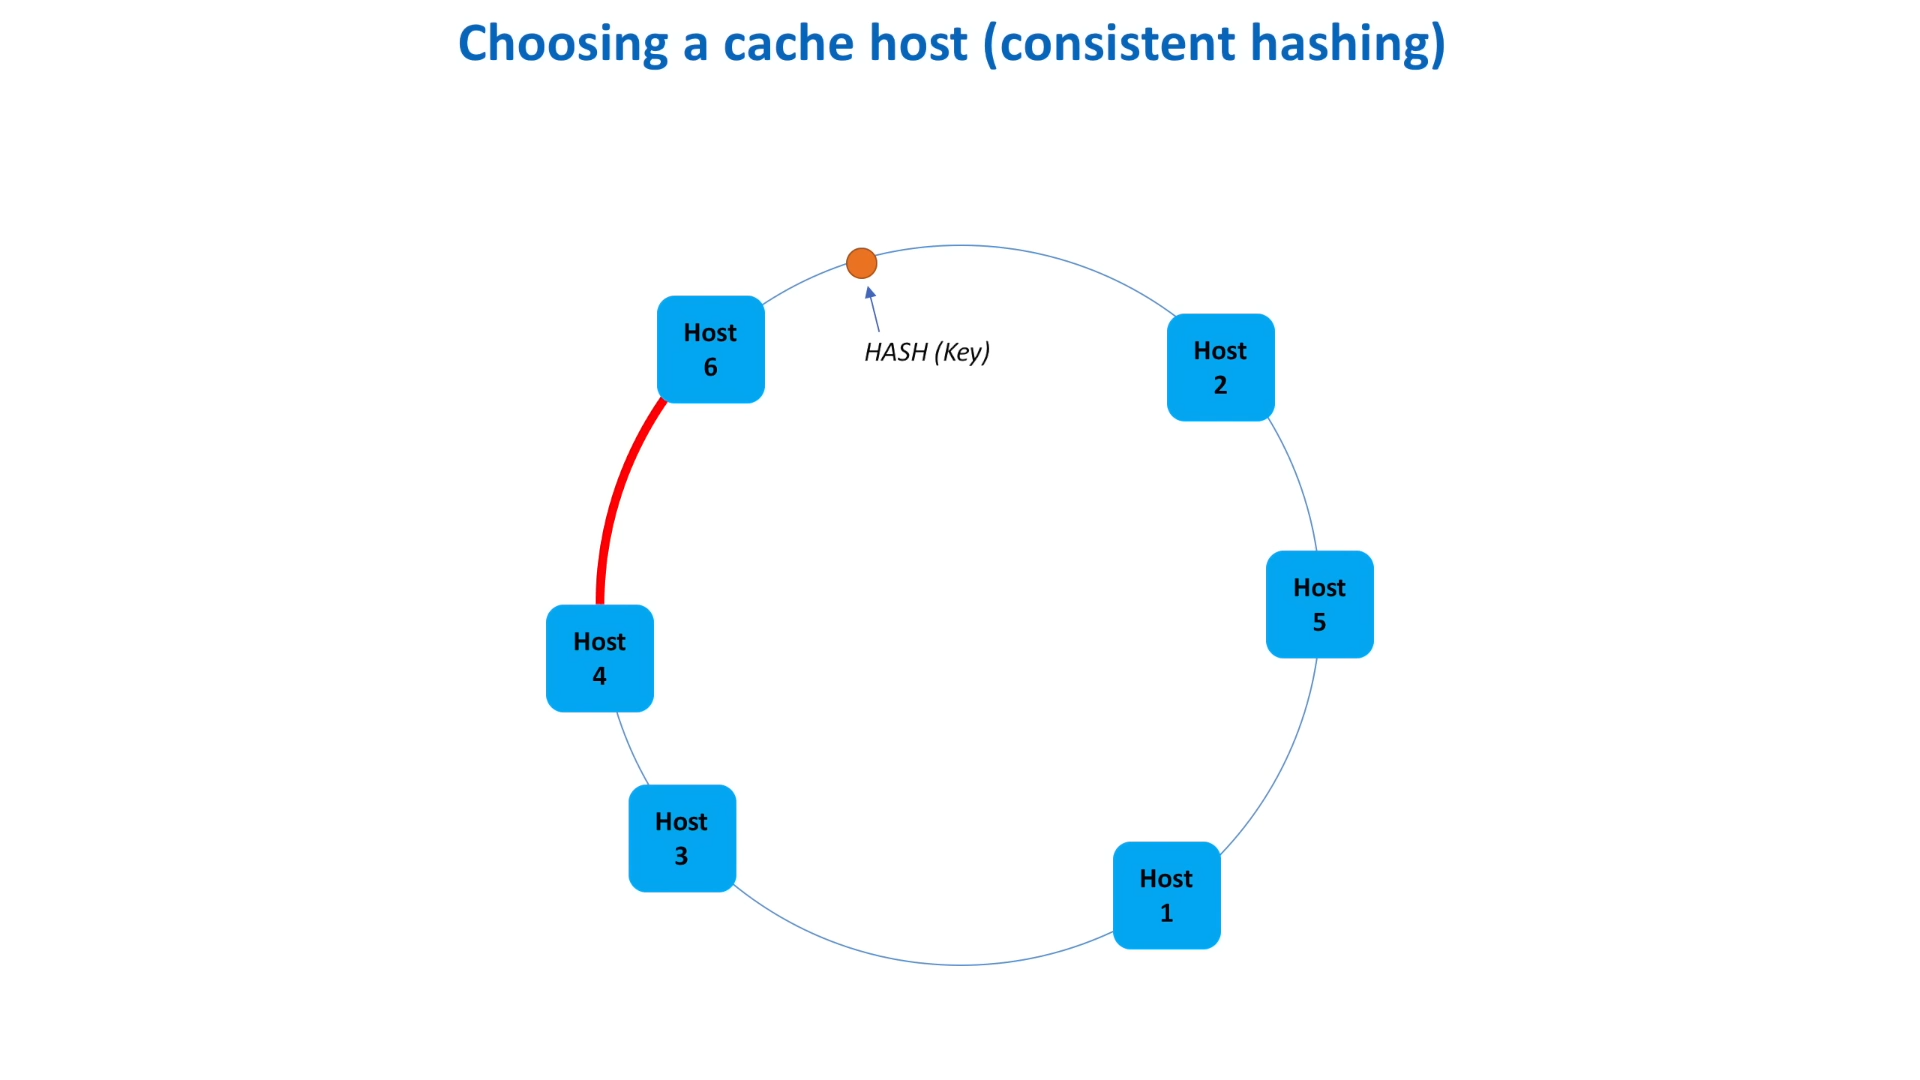 Choosing a cache host (consistent hashing)
HASH (Key)
Host
6
Host
2
Host
5
Host
4
Host
3
Host
1